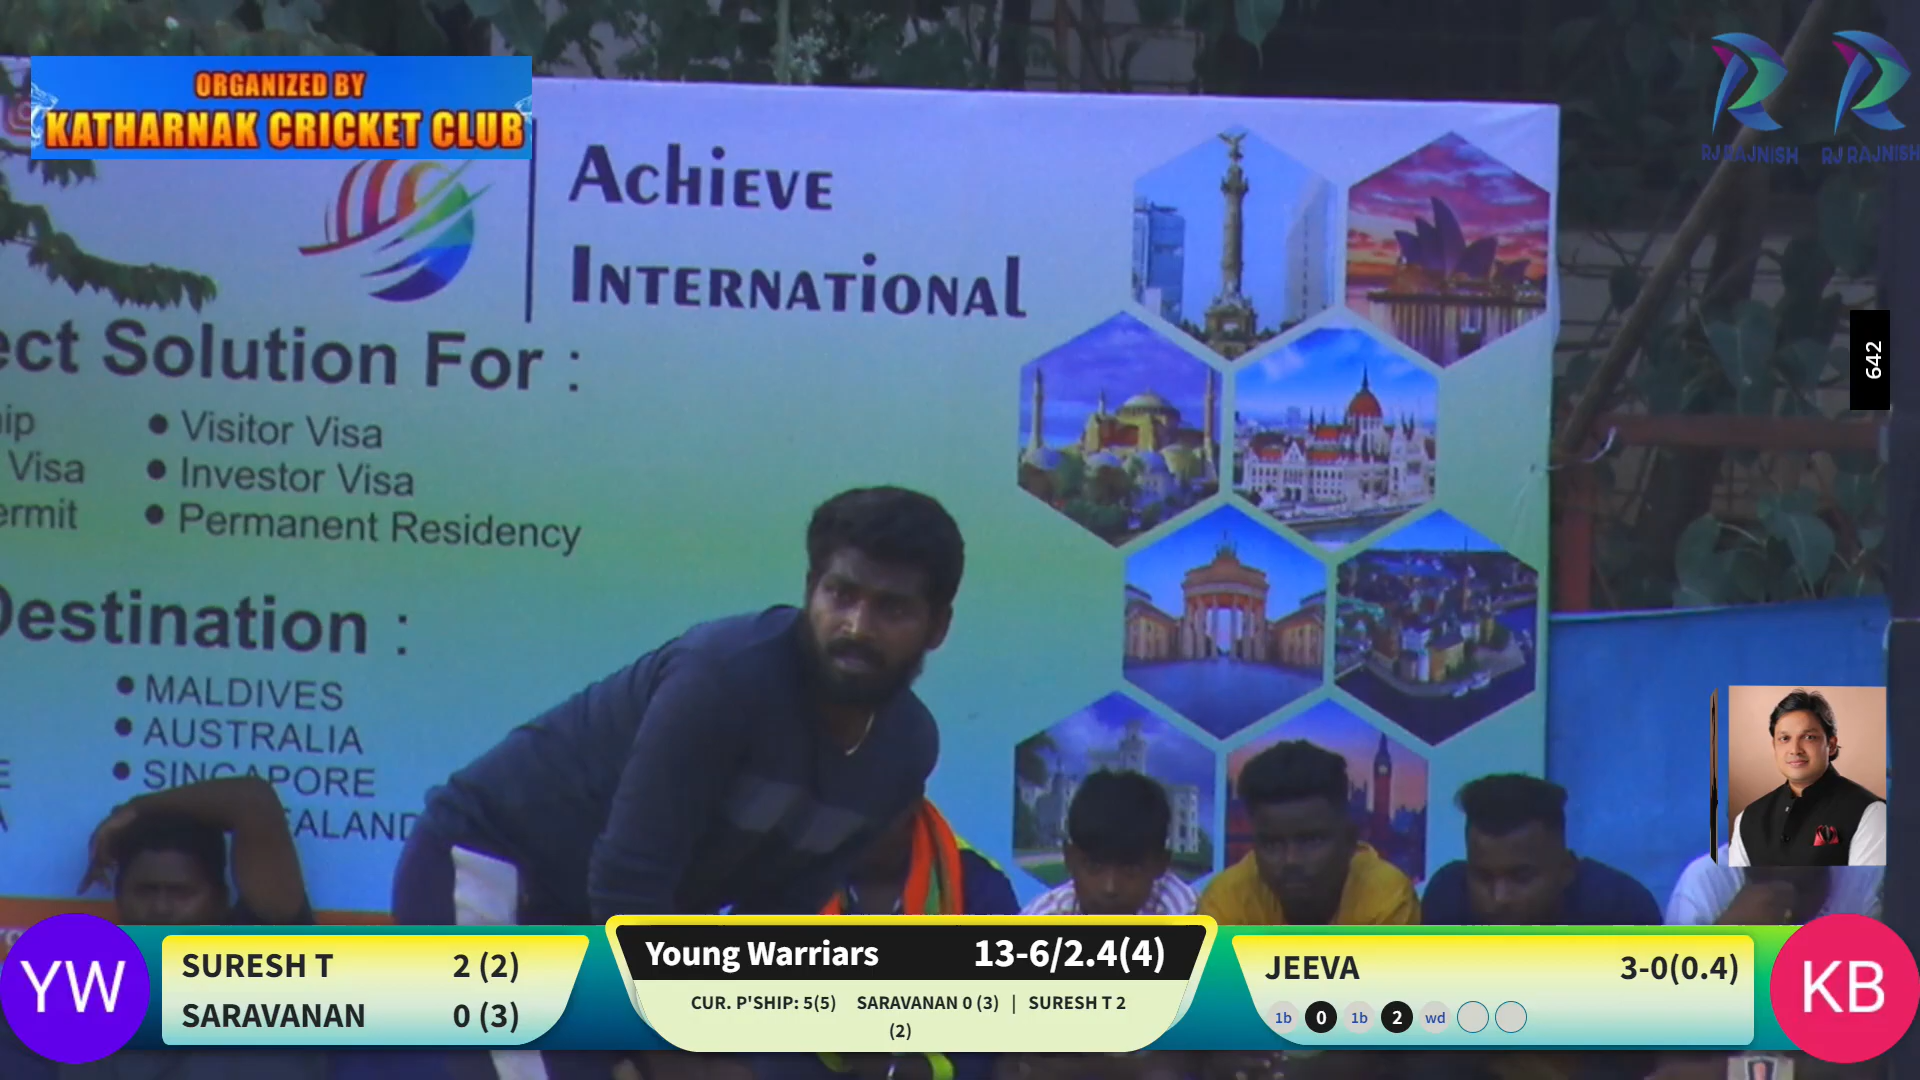 ORGANIZED BY
KATHARNAK CRICKET CLUB
RJ RAJNISH RJ RAJNISH
Achieve
International
ect Solution For :
ip
Visa
ermit
• Visitor Visa
• Investor Visa
• Permanent Residency
Destination :
• MALDIVES
• AUSTRALIA
• SINGAPORE
EALAND
642
YW
SURESH T 2 (2)
SARAVANAN 0 (3)
Young Warriars 13-6/2.4(4)
CUR. P'SHIP: 5(5) SARAVANAN 0 (3) | SURESH T 2
(2)
JEEVA 3-0(0.4)
1b 0 1b 2 wd
KB